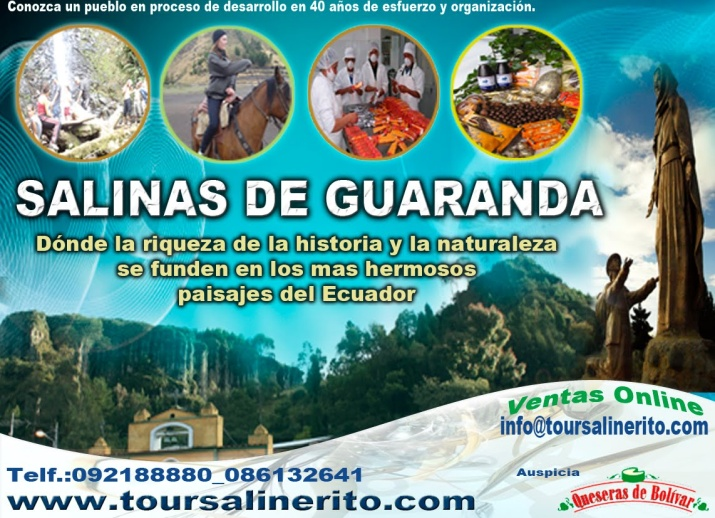 Conozca un pueblo en proceso de desarrollo en 40 años de esfuerzo y organización.
SALINAS DE GUARANDA
Dónde la riqueza de la historia y la naturaleza
se funden en los mas hermosos
paisajes del Ecuador
Ventas Online
info@toursalinerito.com
Telf.:092188880_086132641
www.toursalinerito.com
Auspicia
Queseras de Bolívar